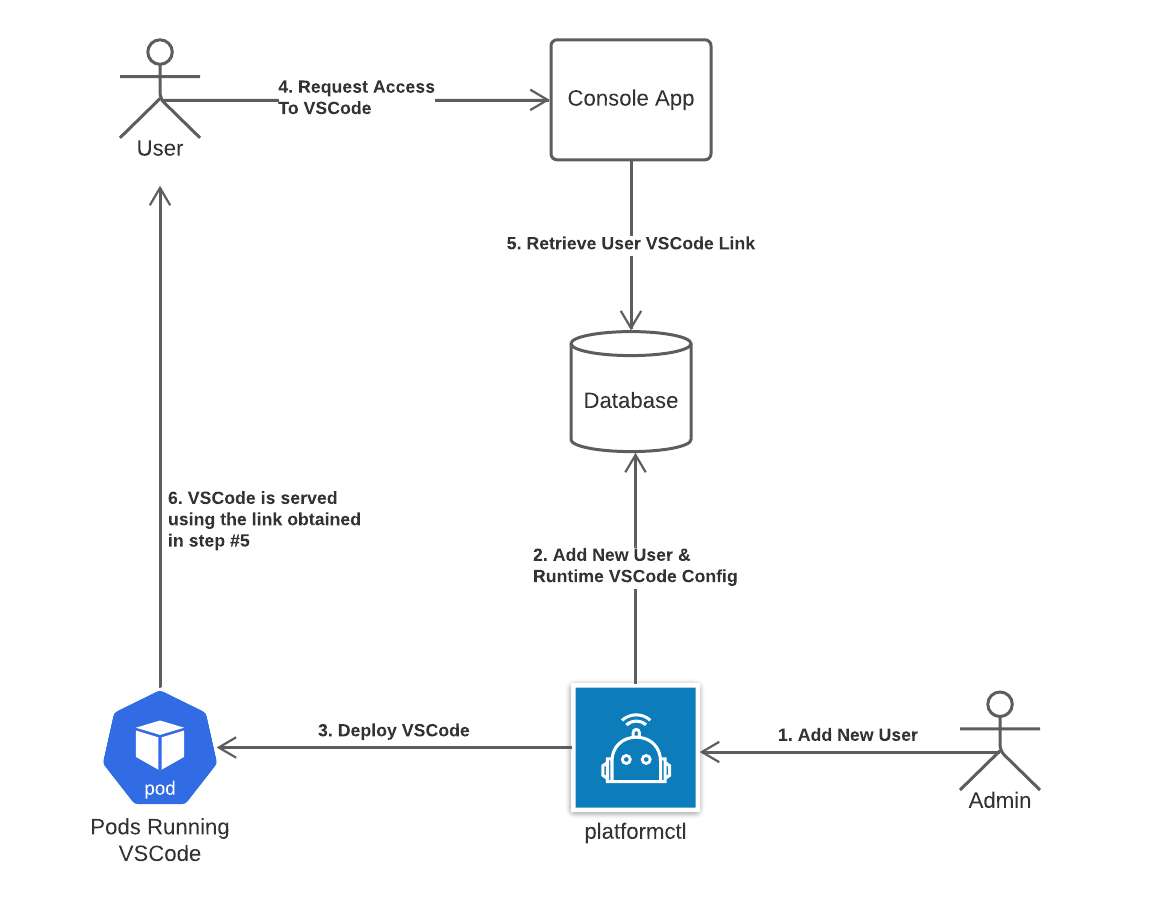 4. Request Access
To VSCode
Console App
User
5. Retrieve User VSCode Link
Database
6. VSCode is served
using the link obtained
in step #5
2. Add New User &
Runtime VSCode Config
3. Deploy VSCode
1. Add New User
pod
Pods Running
VSCode
platformctl
Admin